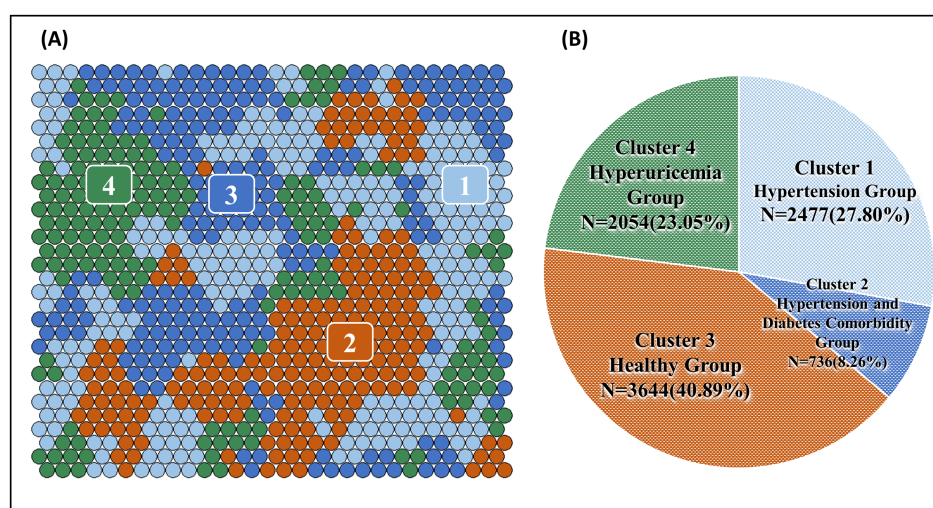 (A)
4
3
1
2
(B)
Cluster 4
Hyperuricemia
Group
N=2054(23.05%)
Cluster 1
Hypertension Group
N=2477(27.80%)
Cluster 2
Hypertension and
Diabetes Comorbidity
Group
N=736(8.26%)
Cluster 3
Healthy Group
N=3644(40.89%)